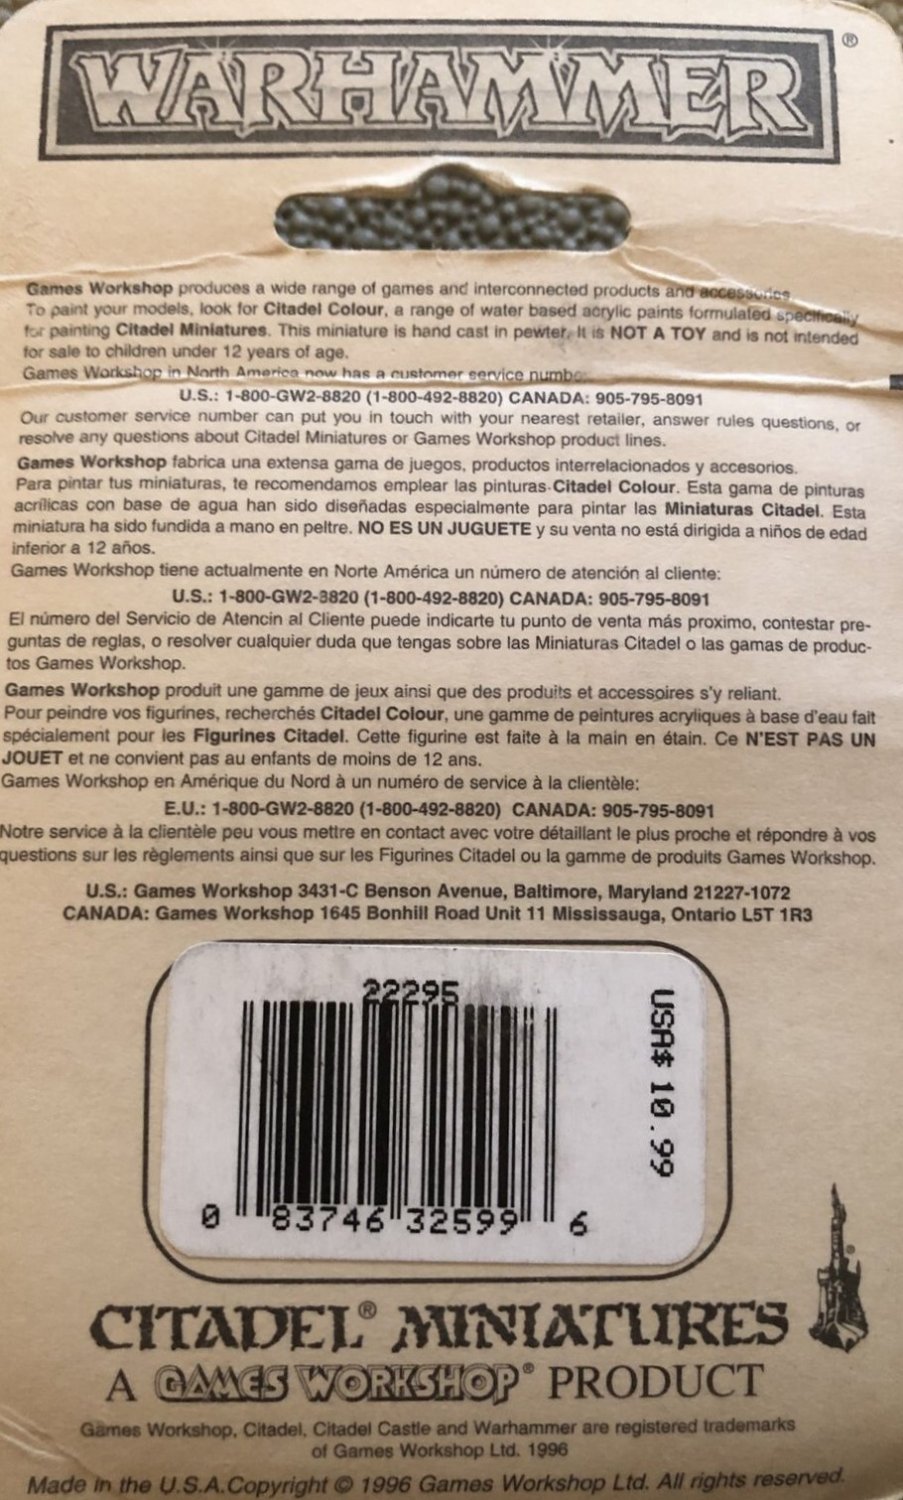 WARHAMMER®
Games Workshop produces a wide range of games and interconnected products and accessories
To paint your models, look for Citadel Colour, a range of water based acrylic paints formulated specifically
for painting Citadel Miniatures. This miniature is hand cast in pewter. It is NOT A TOY and is not intended
for sale to children under 12 years of age.
Games Workshop in North America now has a customer service numbe
U.S.: 1-800-GW2-8820 (1-800-492-8820) CANADA: 905-795-8091
Our customer service number can put you in touch with your nearest retailer, answer rules questions, or
resolve any questions about Citadel Miniatures or Games Workshop product lines.
Games Workshop fabrica una extensa gama de juegos, productos interrelacionados y accesorios.
Para pintar tus miniaturas, te recomendamos emplear las pinturas Citadel Colour. Esta gama de pinturas
acrílicas con base de agua han sido diseñadas especialmente para pintar las Miniaturas Citadel. Esta
miniatura ha sido fundida a mano en peltre. NO ES UN JUGUETE y su venta no está dirigida a niños de edad
inferior a 12 años.
Games Workshop tiene actualmente en Norte América un número de atención al cliente:
U.S.: 1-800-GW2-8820 (1-800-492-8820) CANADA: 905-795-8091
El número del Servicio de Atencin al Cliente puede indicarte tu punto de venta más proximo, contestar pre-
guntas de reglas, o resolver cualquier duda que tengas sobre las Miniaturas Citadel o las gamas de produc-
tos Games Workshop.
Games Workshop produit une gamme de jeux ainsi que des produits et accessoires s'y reliant.
Pour peindre vos figurines, recherchés Citadel Colour, une gamme de peintures acryliques à base d'eau fait
spécialement pour les Figurines Citadel. Cette figurine est faite à la main en étain. Ce N'EST PAS UN
JOUET et ne convient pas au enfants de moins de 12 ans.
Games Workshop en Amérique du Nord à un numéro de service à la clientèle:
E.U.: 1-800-GW2-8820 (1-800-492-8820) CANADA: 905-795-8091
Notre service à la clientèle peu vous mettre en contact avec votre détaillant le plus proche et répondre à vos
questions sur les règlements ainsi que sur les Figurines Citadel ou la gamme de produits Games Workshop.
U.S.: Games Workshop 3431-C Benson Avenue, Baltimore, Maryland 21227-1072
CANADA: Games Workshop 1645 Bonhill Road Unit 11 Mississauga, Ontario L5T 1R3
22295
USA$ 10.99
0 83746 32599 6
CITADEL® MINIATURES
A GAMES WORKSHOP® PRODUCT
Games Workshop, Citadel, Citadel Castle and Warhammer are registered trademarks
of Games Workshop Ltd. 1996
Made in the U.S.A. Copyright © 1996 Games Workshop Ltd. All rights reserved.